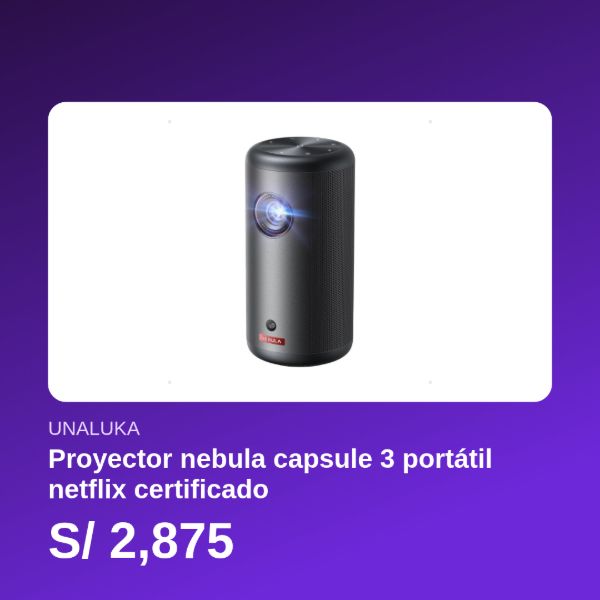 UNALUKA
Proyector nebula capsule 3 portátil
netflix certificado
S/ 2,875